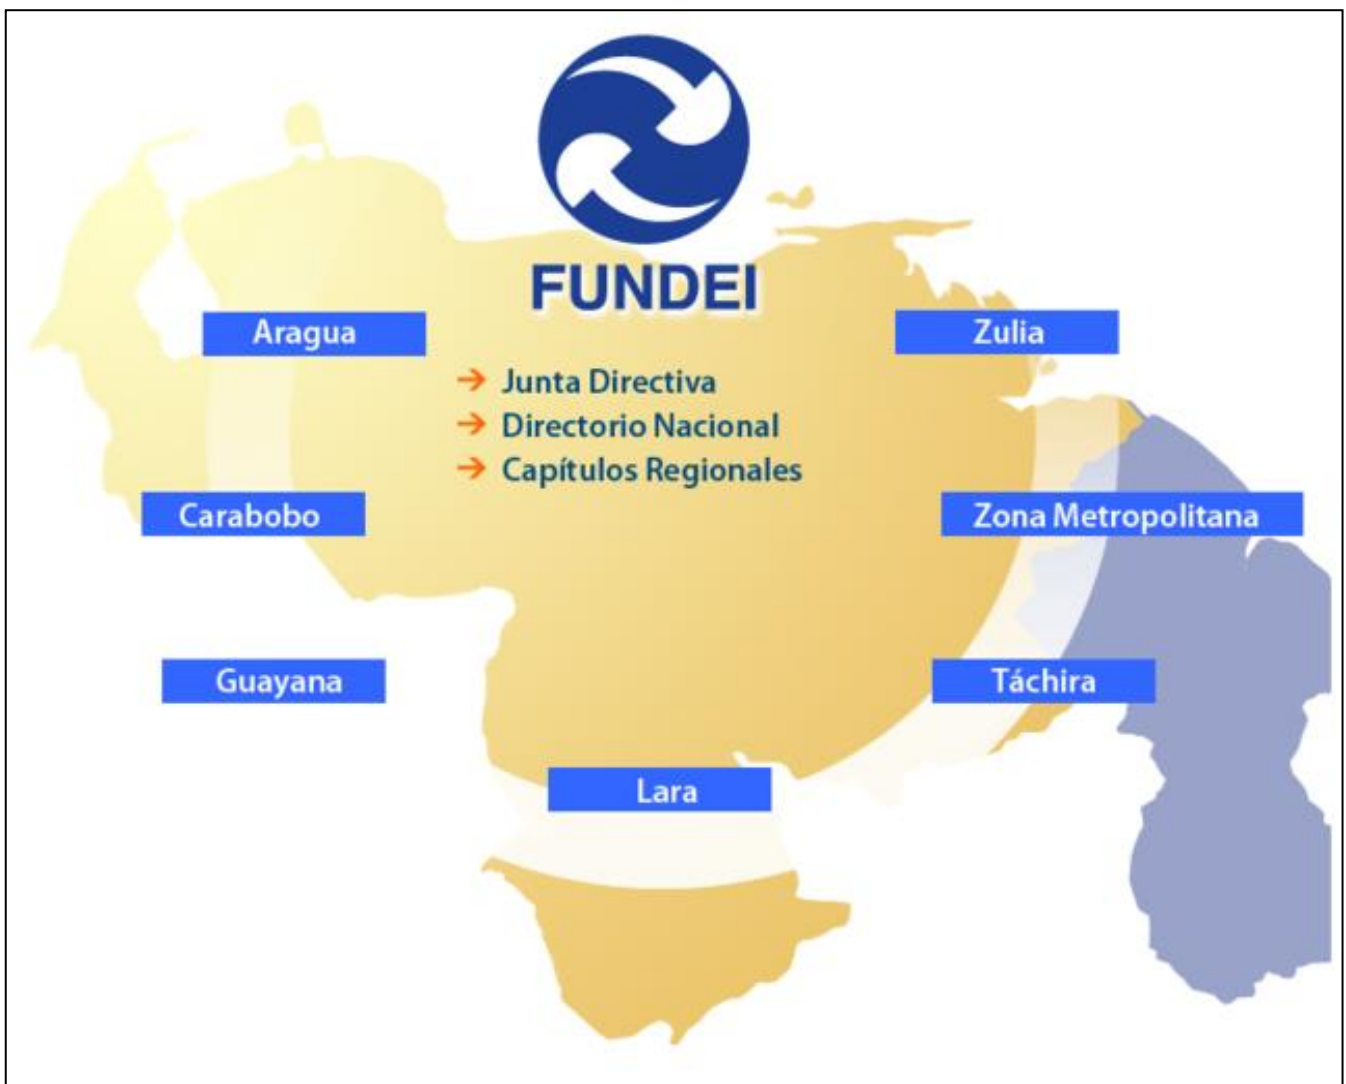 FUNDEI
Aragua
Zulia
→ Junta Directiva
→ Directorio Nacional
→ Capítulos Regionales
Carabobo
Zona Metropolitana
Guayana
Táchira
Lara